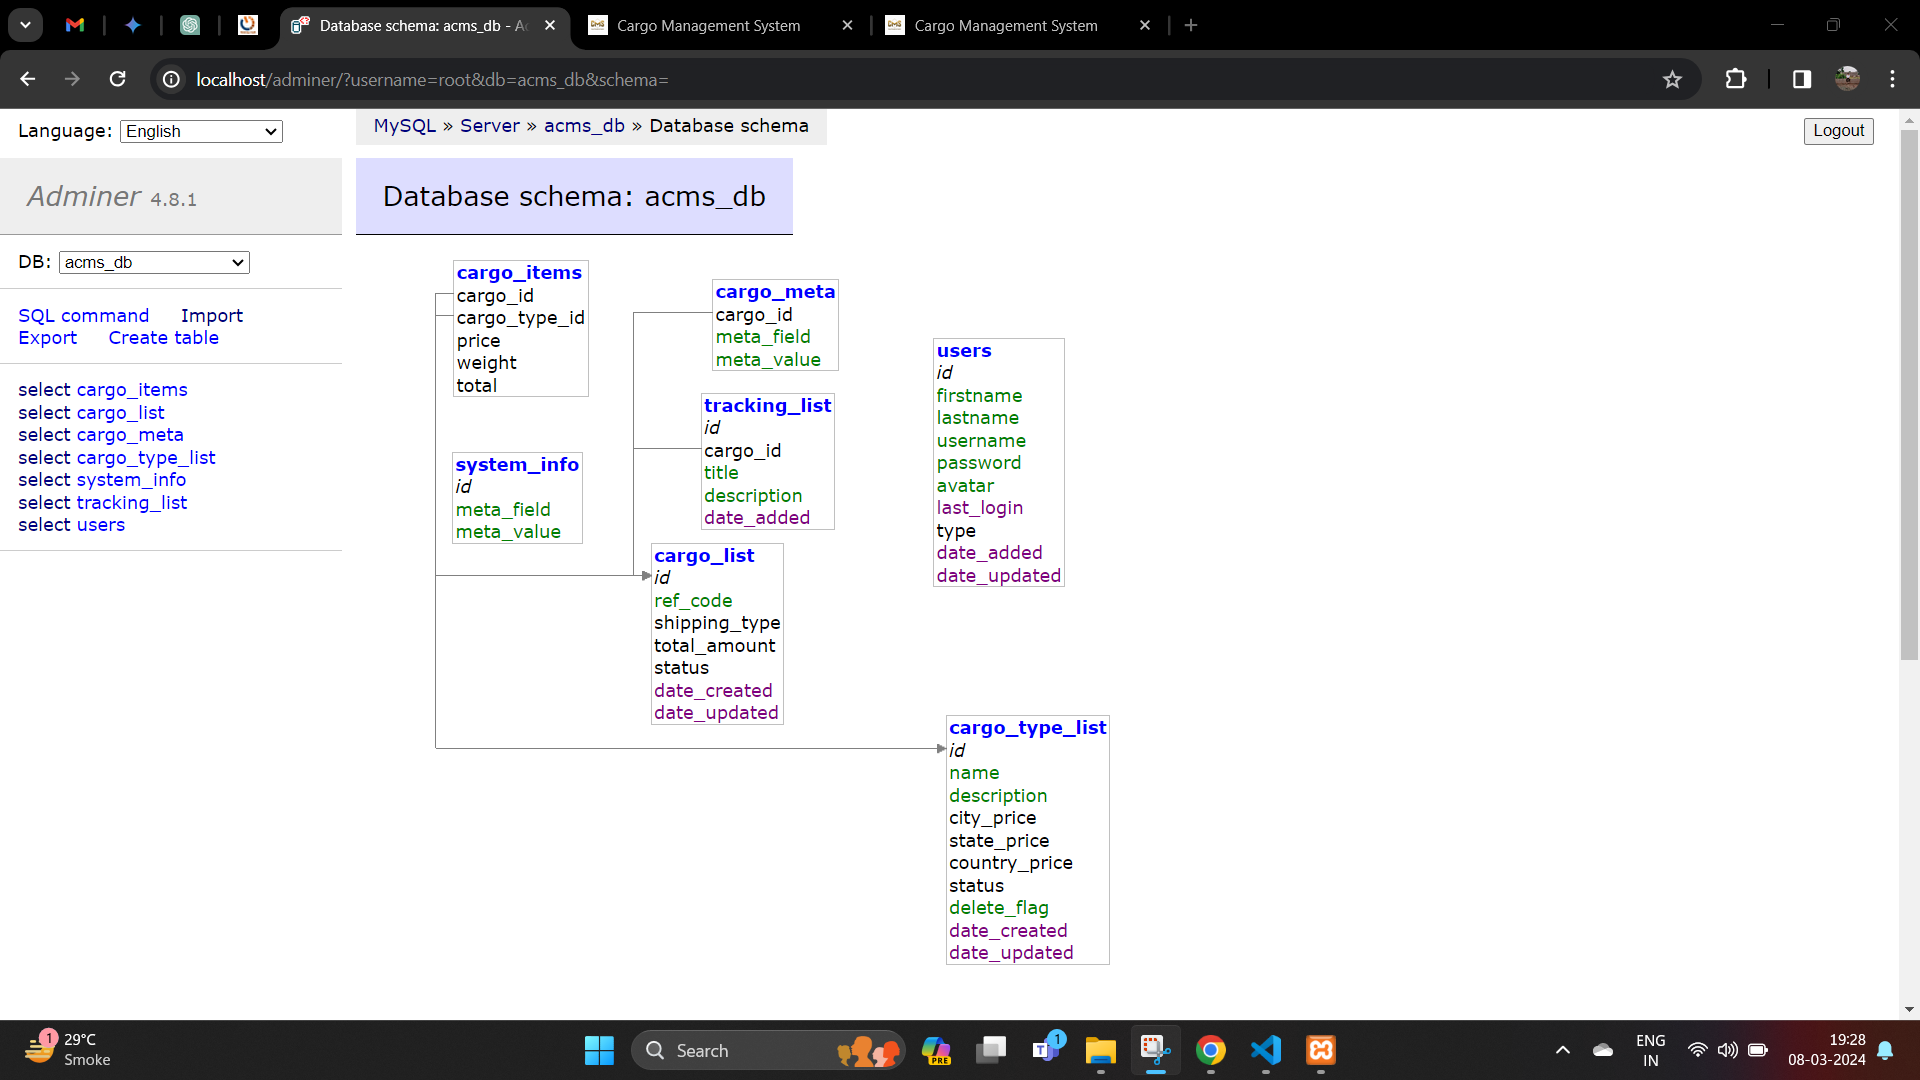 Database schema: acms_db - Ac
Cargo Management System
Cargo Management System
localhost/adminer/?username=root&db=acms_db&schema=
Language: English
MySQL » Server » acms_db » Database schema
Logout
Adminer 4.8.1
Database schema: acms_db
DB: acms_db
SQL command Import
Export Create table
select cargo_items
select cargo_list
select cargo_meta
select cargo_type_list
select system_info
select tracking_list
select users
cargo_items
cargo_id
cargo_type_id
price
weight
total
cargo_meta
cargo_id
meta_field
meta_value
tracking_list
id
cargo_id
title
description
date_added
system_info
id
meta_field
meta_value
users
id
firstname
lastname
username
password
avatar
last_login
type
date_added
date_updated
cargo_list
id
ref_code
shipping_type
total_amount
status
date_created
date_updated
cargo_type_list
id
name
description
city_price
state_price
country_price
status
delete_flag
date_created
date_updated
1
29°C
Smoke
Search
PRE
1
ENG
IN
19:28
08-03-2024